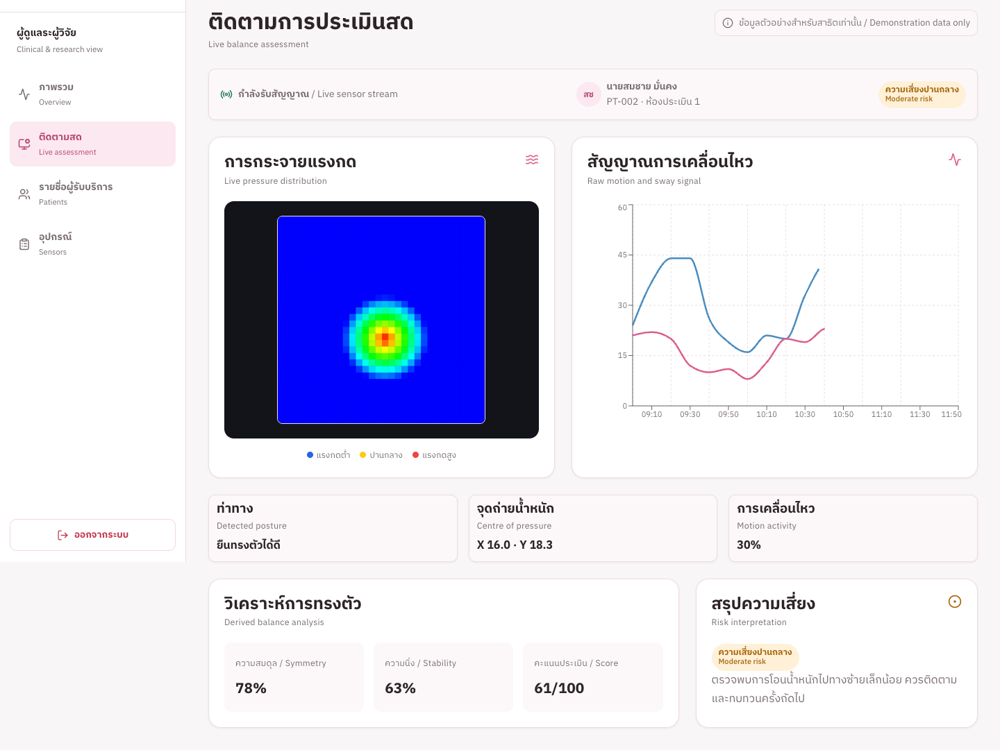 ผู้ดูแลระผู้วิจัย
Clinical & research view
ภาพรวม
Overview
ติดตามสด
Live assessment
รายชื่อผู้รับบริการ
Patients
อุปกรณ์
Sensors
ออกจากระบบ
ติดตามการประเมินสด
Live balance assessment
ข้อมูลตัวอย่างสำหรับสาธิตเท่านั้น / Demonstration data only
กำลังรับสัญญาณ / Live sensor stream
สช
นายสมชาย มั่นคง
PT-002 · ห้องประเมิน 1
ความเสี่ยงปานกลาง
Moderate risk
การกระจายแรงกด
Live pressure distribution
แรงกดต่ำ
ปานกลาง
แรงกดสูง
สัญญาณการเคลื่อนไหว
Raw motion and sway signal
60
45
30
15
0
09:10 09:30 09:50 10:10 10:30 10:50 11:10 11:30 11:50
ท่าทาง
Detected posture
ยืนทรงตัวได้ดี
จุดถ่ายน้ำหนัก
Centre of pressure
X 16.0 · Y 18.3
การเคลื่อนไหว
Motion activity
30%
วิเคราะห์การทรงตัว
Derived balance analysis
ความสมดุล / Symmetry
78%
ความนิ่ง / Stability
63%
คะแนนประเมิน / Score
61/100
สรุปความเสี่ยง
Risk interpretation
ความเสี่ยงปานกลาง
Moderate risk
ตรวจพบการโอนน้ำหนักไปทางซ้ายเล็กน้อย ควรติดตาม
และทบทวนครั้งถัดไป